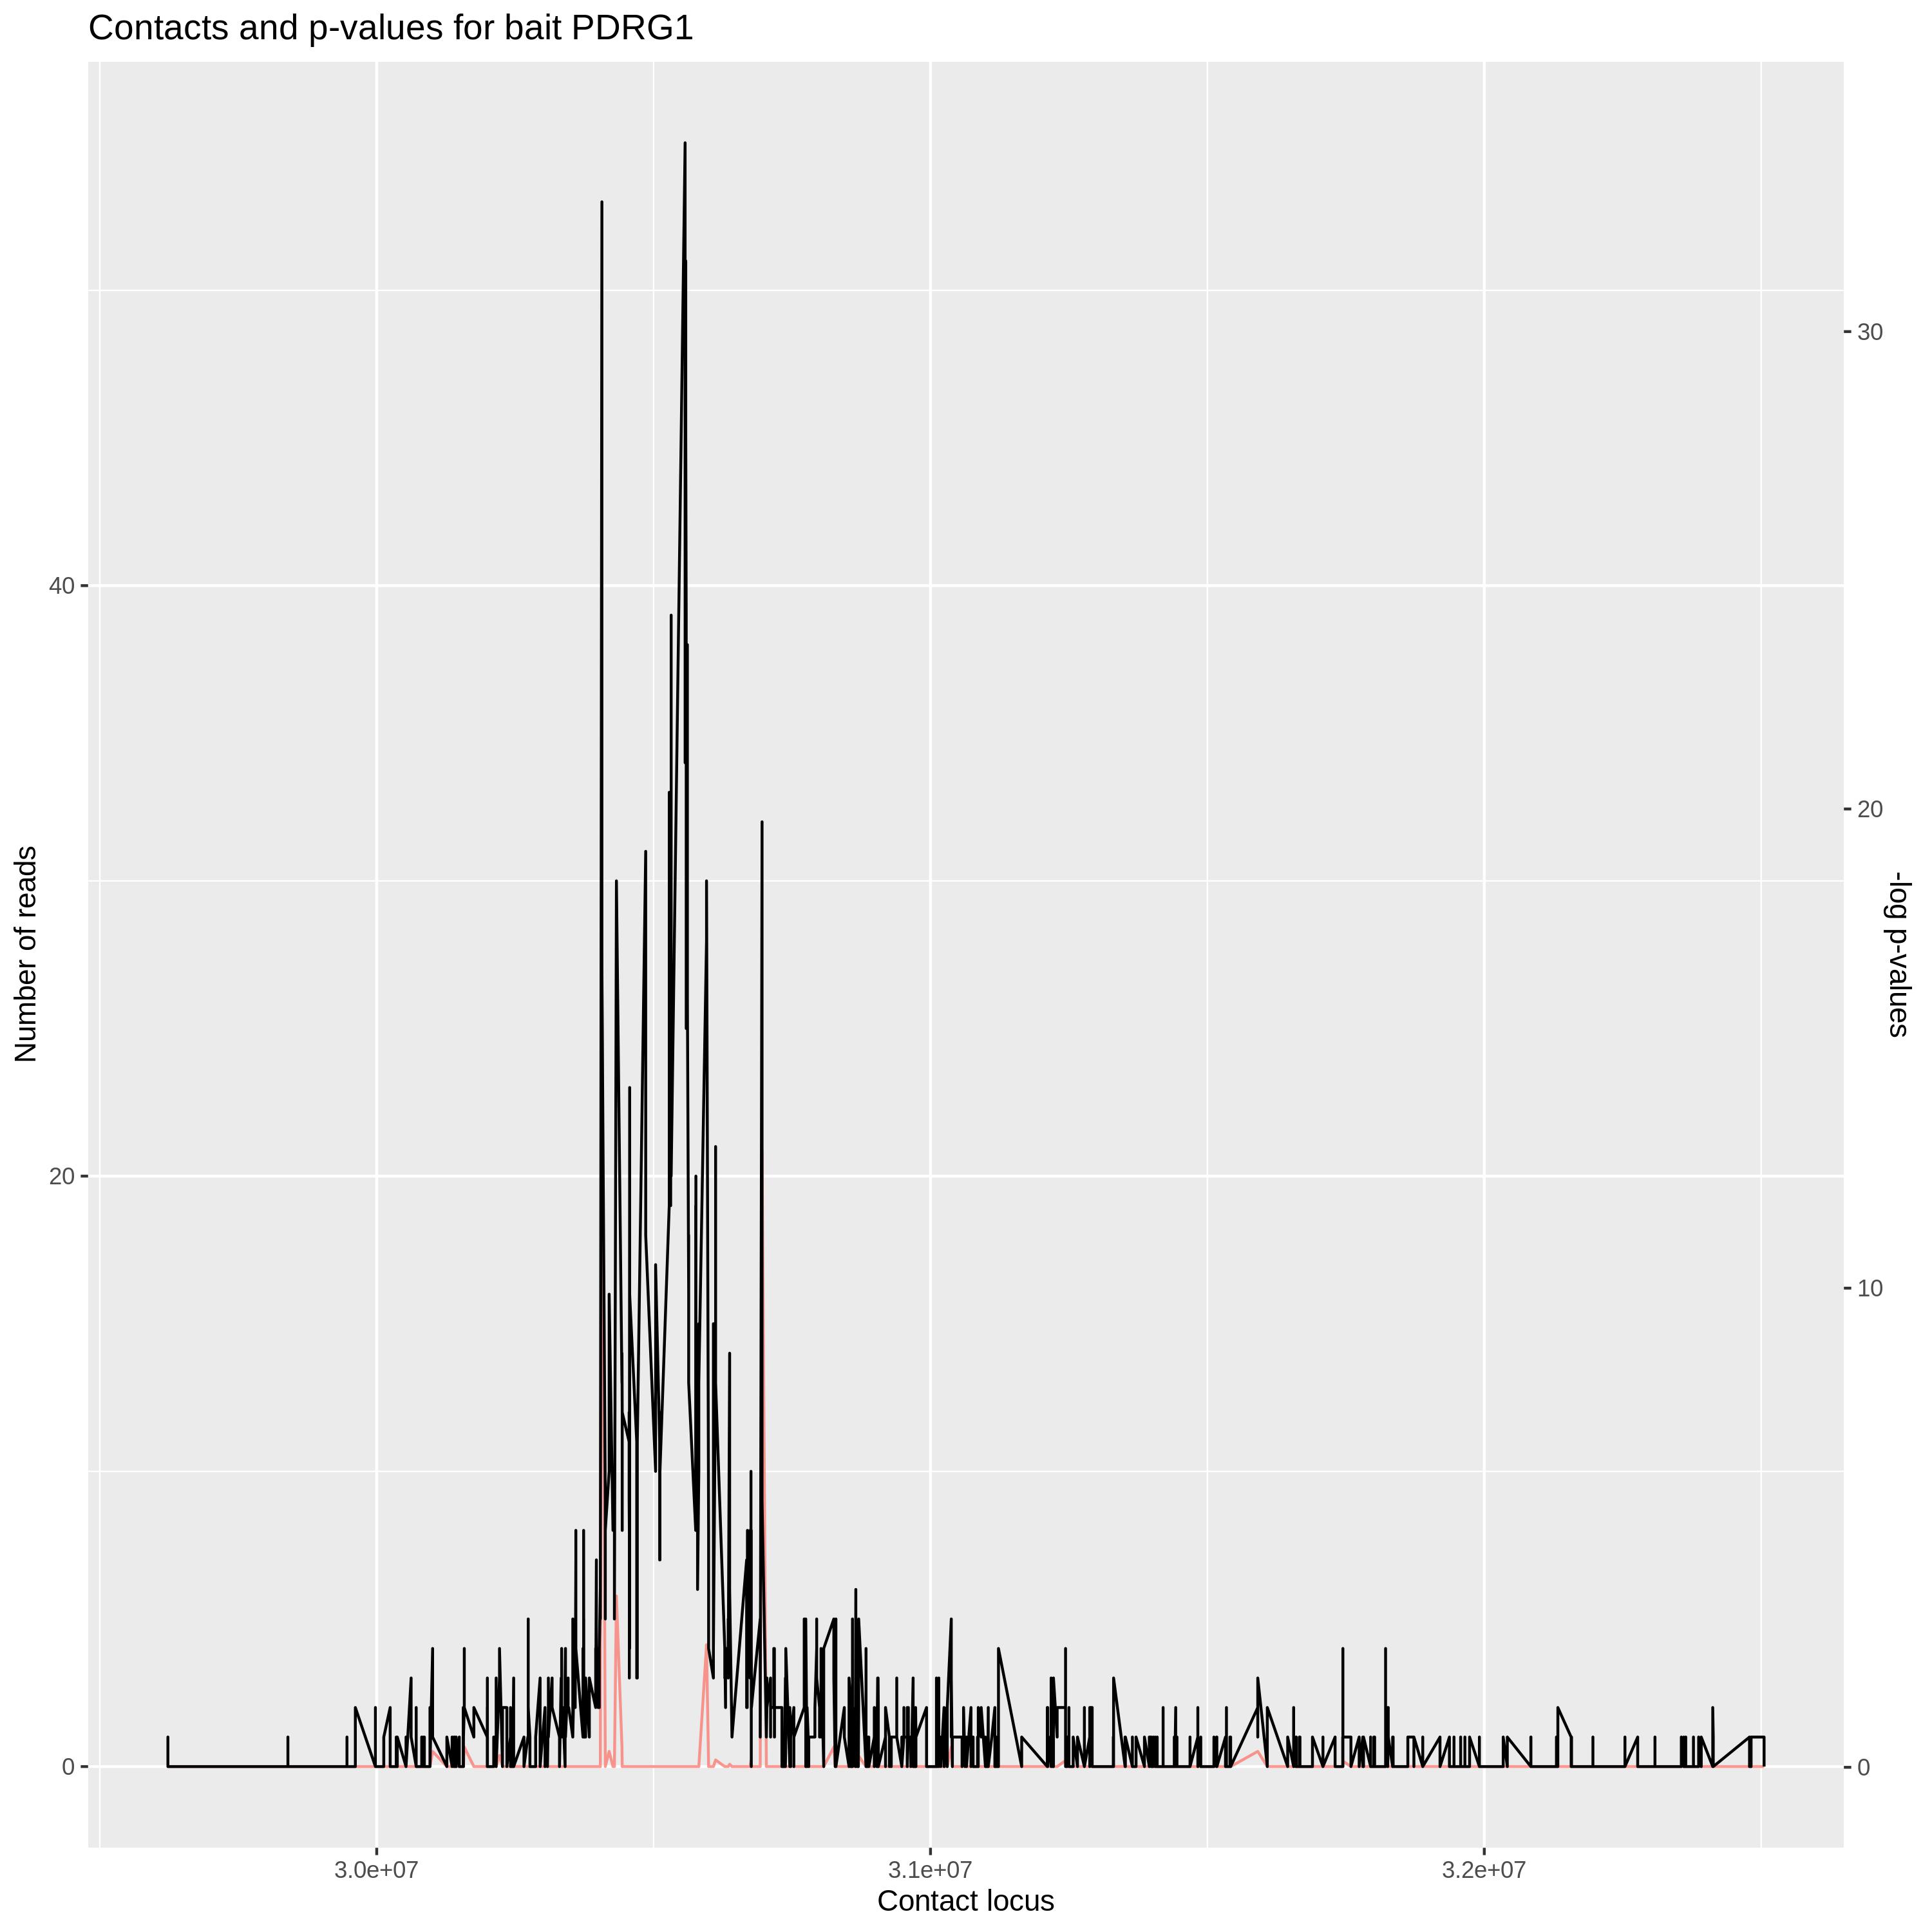 Contacts and p-values for bait PDRG1
40
20
0
Number of reads
30
20
10
0
-log p-values
3.0e+07
3.1e+07
3.2e+07
Contact locus